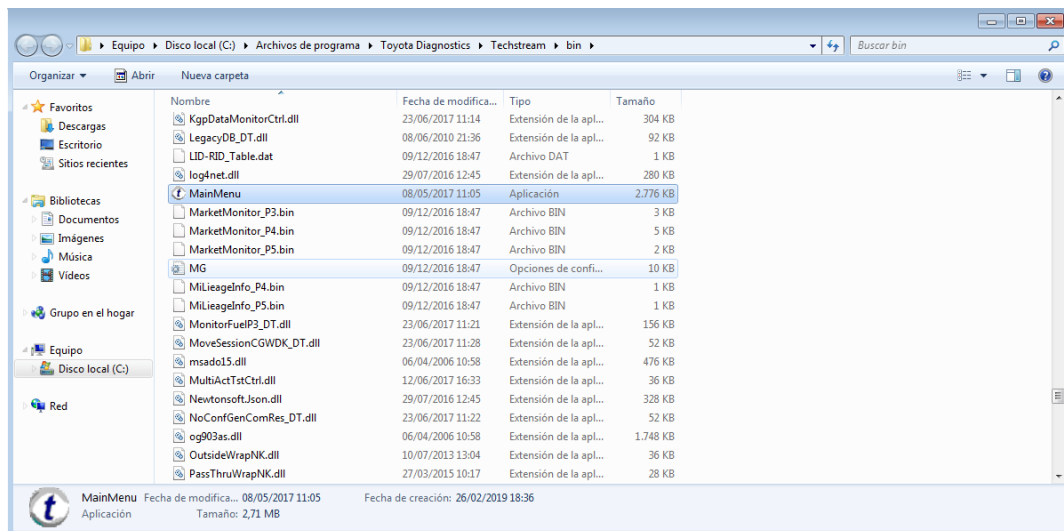 Equipo ▸ Disco local (C:) ▸ Archivos de programa ▸ Toyota Diagnostics ▸ Techstream ▸ bin ▸ Buscar bin
Organizar Abrir Nueva carpeta
Favoritos
Descargas
Escritorio
Sitios recientes
Bibliotecas
Documentos
Imágenes
Música
Vídeos
Grupo en el hogar
Equipo
Disco local (C:)
Red
Nombre Fecha de modifica... Tipo Tamaño
KgpDataMonitorCtrl.dll 23/06/2017 11:14 Extensión de la apl... 304 KB
LegacyDB_DT.dll 08/06/2010 21:36 Extensión de la apl... 92 KB
LID-RID_Table.dat 09/12/2016 18:47 Archivo DAT 1 KB
log4net.dll 29/07/2016 12:45 Extensión de la apl... 280 KB
MainMenu 08/05/2017 11:05 Aplicación 2.776 KB
MarketMonitor_P3.bin 09/12/2016 18:47 Archivo BIN 3 KB
MarketMonitor_P4.bin 09/12/2016 18:47 Archivo BIN 5 KB
MarketMonitor_P5.bin 09/12/2016 18:47 Archivo BIN 2 KB
MG 09/12/2016 18:47 Opciones de confi... 10 KB
MiLieageInfo_P4.bin 09/12/2016 18:47 Archivo BIN 1 KB
MiLieageInfo_P5.bin 09/12/2016 18:47 Archivo BIN 1 KB
MonitorFuelP3_DT.dll 23/06/2017 11:21 Extensión de la apl... 156 KB
MoveSessionCGWDK_DT.dll 23/06/2017 11:28 Extensión de la apl... 52 KB
msado15.dll 06/04/2006 10:58 Extensión de la apl... 476 KB
MultiActTstCtrl.dll 12/06/2017 16:33 Extensión de la apl... 36 KB
Newtonsoft.Json.dll 29/07/2016 12:45 Extensión de la apl... 328 KB
NoConfGenComRes_DT.dll 23/06/2017 11:22 Extensión de la apl... 52 KB
og903as.dll 06/04/2006 10:58 Extensión de la apl... 1.748 KB
OutsideWrapNK.dll 10/07/2013 13:04 Extensión de la apl... 36 KB
PassThruWrapNK.dll 27/03/2015 10:17 Extensión de la apl... 28 KB
MainMenu Fecha de modifica... 08/05/2017 11:05 Fecha de creación: 26/02/2019 18:36
Aplicación Tamaño: 2,71 MB